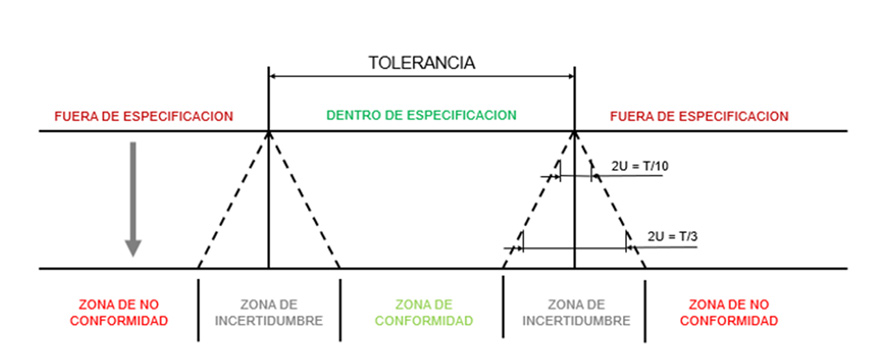 TOLERANCIA
FUERA DE ESPECIFICACION
DENTRO DE ESPECIFICACION
FUERA DE ESPECIFICACION
2U = T/10
2U = T/3
ZONA DE NO
CONFORMIDAD
ZONA DE
INCERTIDUMBRE
ZONA DE
CONFORMIDAD
ZONA DE
INCERTIDUMBRE
ZONA DE NO
CONFORMIDAD